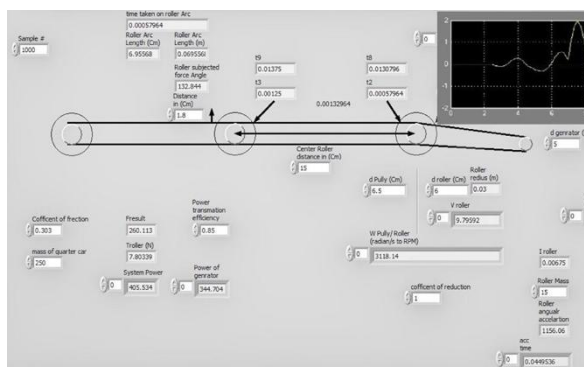 time taken on roller Arc
0.00057964
Sample #
1000
Roller Arc
Length (Cm)
6.95568
Roller Arc
Length (m)
0.069556
Roller subjected
force Angle
132.844
Distance
in (Cm)
1.8
t9
0.01375
t3
0.00125
t8
0.0130796
t2
0.00057964
0
0
2
4
6
0.00132964
Center Roller
distance in (Cm)
15
d genrator (
5
d Pully (Cm)
6.5
d roller (Cm)
6
Roller
redius (m)
0.03
V roller
0
9.79592
0
W Pully/Roller
(radian/s to RPM)
0
3118.14
Cofficent of frection
0.303
Fresult
260.113
Power
transmation
efficiency
0.85
mass of quarter car
250
Troller (N)
7.80339
System Power
0
405.534
Power of
genrator
0
344.704
cofficent of reduction
1
I roller
0.00675
Roller Mass
15
Roller
angualr
accelartion
1156.06
acc
time
0
0.0449536